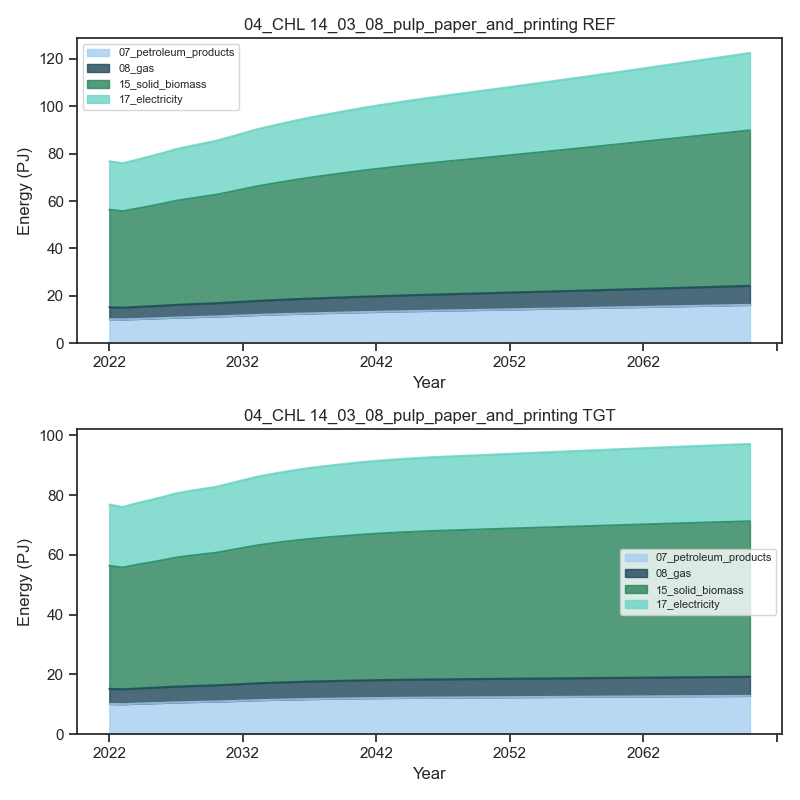 04_CHL 14_03_08_pulp_paper_and_printing REF
07_petroleum_products
08_gas
15_solid_biomass
17_electricity
Energy (PJ)
120
100
80
60
40
20
0
2022 2032 2042 2052 2062
Year
04_CHL 14_03_08_pulp_paper_and_printing TGT
Energy (PJ)
100
80
60
40
20
0
07_petroleum_products
08_gas
15_solid_biomass
17_electricity
2022 2032 2042 2052 2062
Year